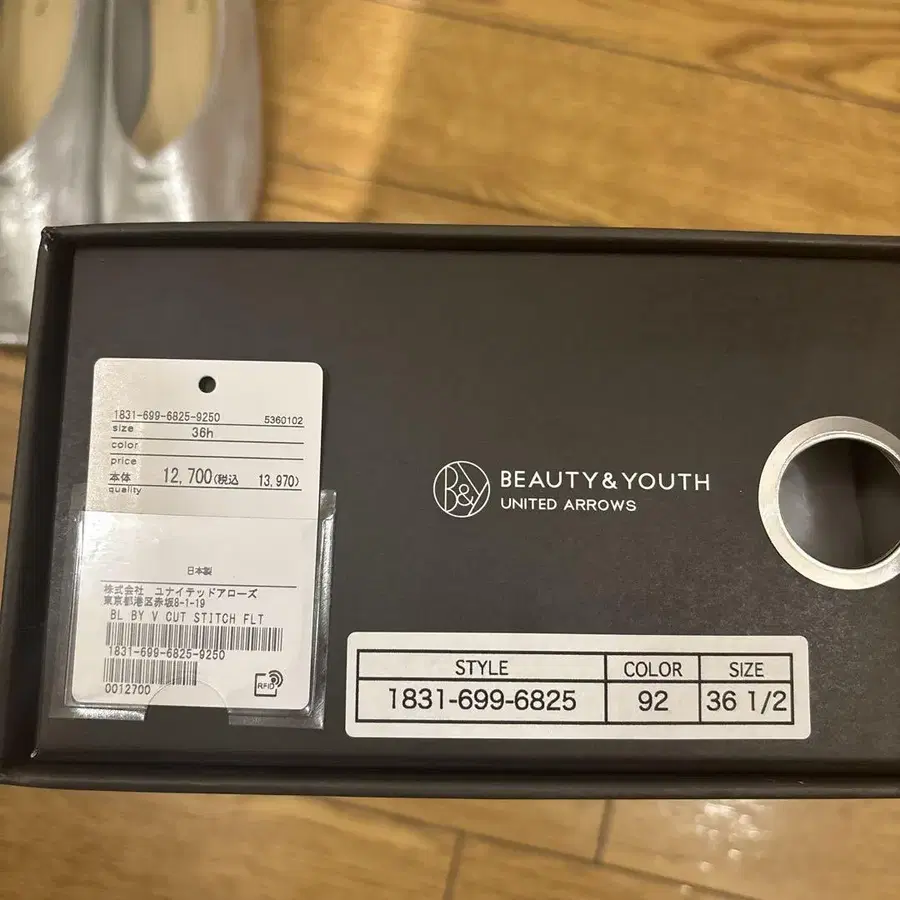 1831-699-6825-9250 5360102
size 36h
color
price
本体 12,700(税込 13,970)
quality
日本製
株式会社 ユナイテッドアローズ
東京都港区赤坂8-1-19
BL BY V CUT STITCH FLT
1831-699-6825-9250
0012700
RFID
B&Y BEAUTY & YOUTH
UNITED ARROWS
STYLE COLOR SIZE
1831-699-6825 92 36 1/2